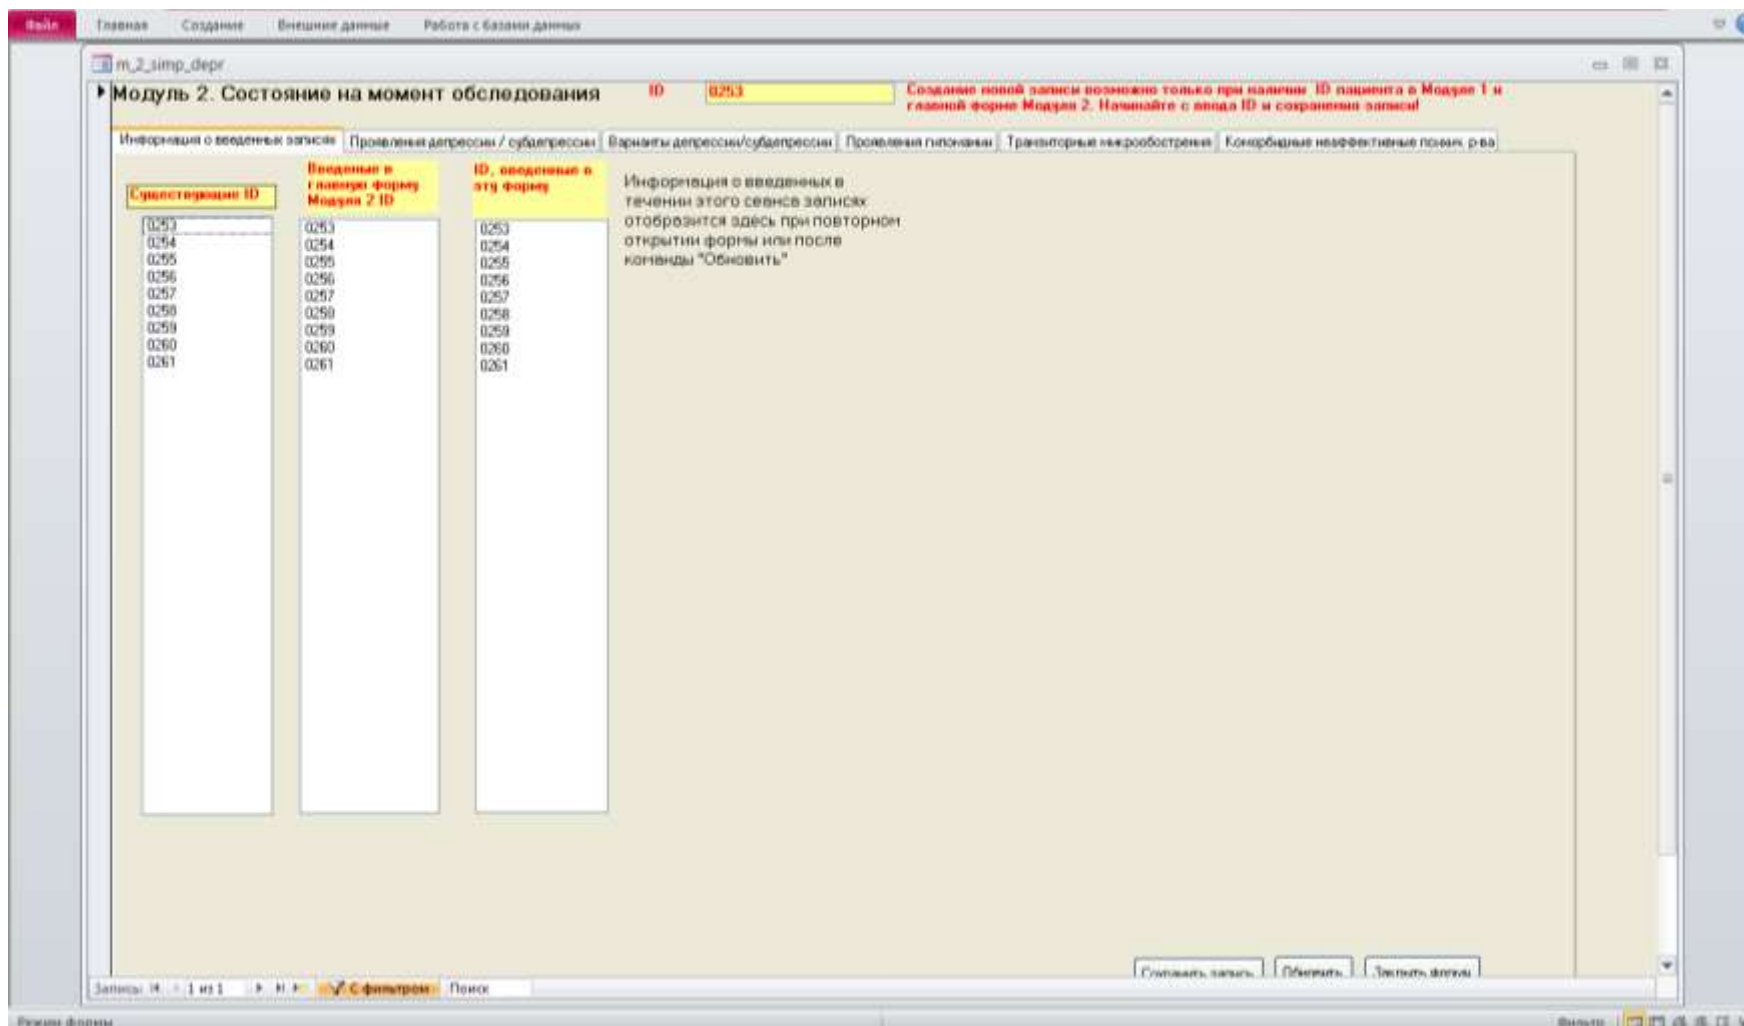 Файл Главная Создание Внешние данные Работа с базами данных
m_2_simp_depr
Модуль 2. Состояние на момент обследования
ID 0253
Создание новой записи возможно только при наличии ID пациента в Модуле 1 и
главной форме Модуля 2. Начинайте с ввода ID и сохранения записи!
Информация о введенных записях Проявления депрессии / субдепрессии Варианты депрессии/субдепрессии Проявления гипомании Транзиторные микрообострения Коморбидные неаффективные психич. р-ва
Существующие ID
0253
0254
0255
0256
0257
0258
0259
0260
0261
Введенные в
главную форму
Модуля 2 ID
0253
0254
0255
0256
0257
0258
0259
0260
0261
ID, введенные в
эту форму
0253
0254
0255
0256
0257
0258
0259
0260
0261
Информация о введенных в
течении этого сеанса записях
отобразится здесь при повторном
открытии формы или после
команды "Обновить"
Сохранить запись Обновить Закрыть форму
Запись: 1 из 1 С фильтром Поиск
Режим формы Фильтр